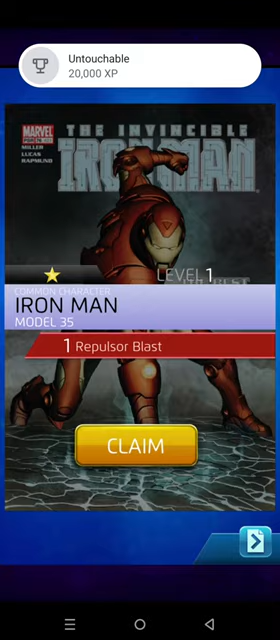 Untouchable
20,000 XP
MARVEL
MILLER
LUCAS
RAPMUND
THE INVINCIBLE
IRON MAN
LEVEL 1
COMMON CHARACTER
IRON MAN
MODEL 35
1 Repulsor Blast
CLAIM